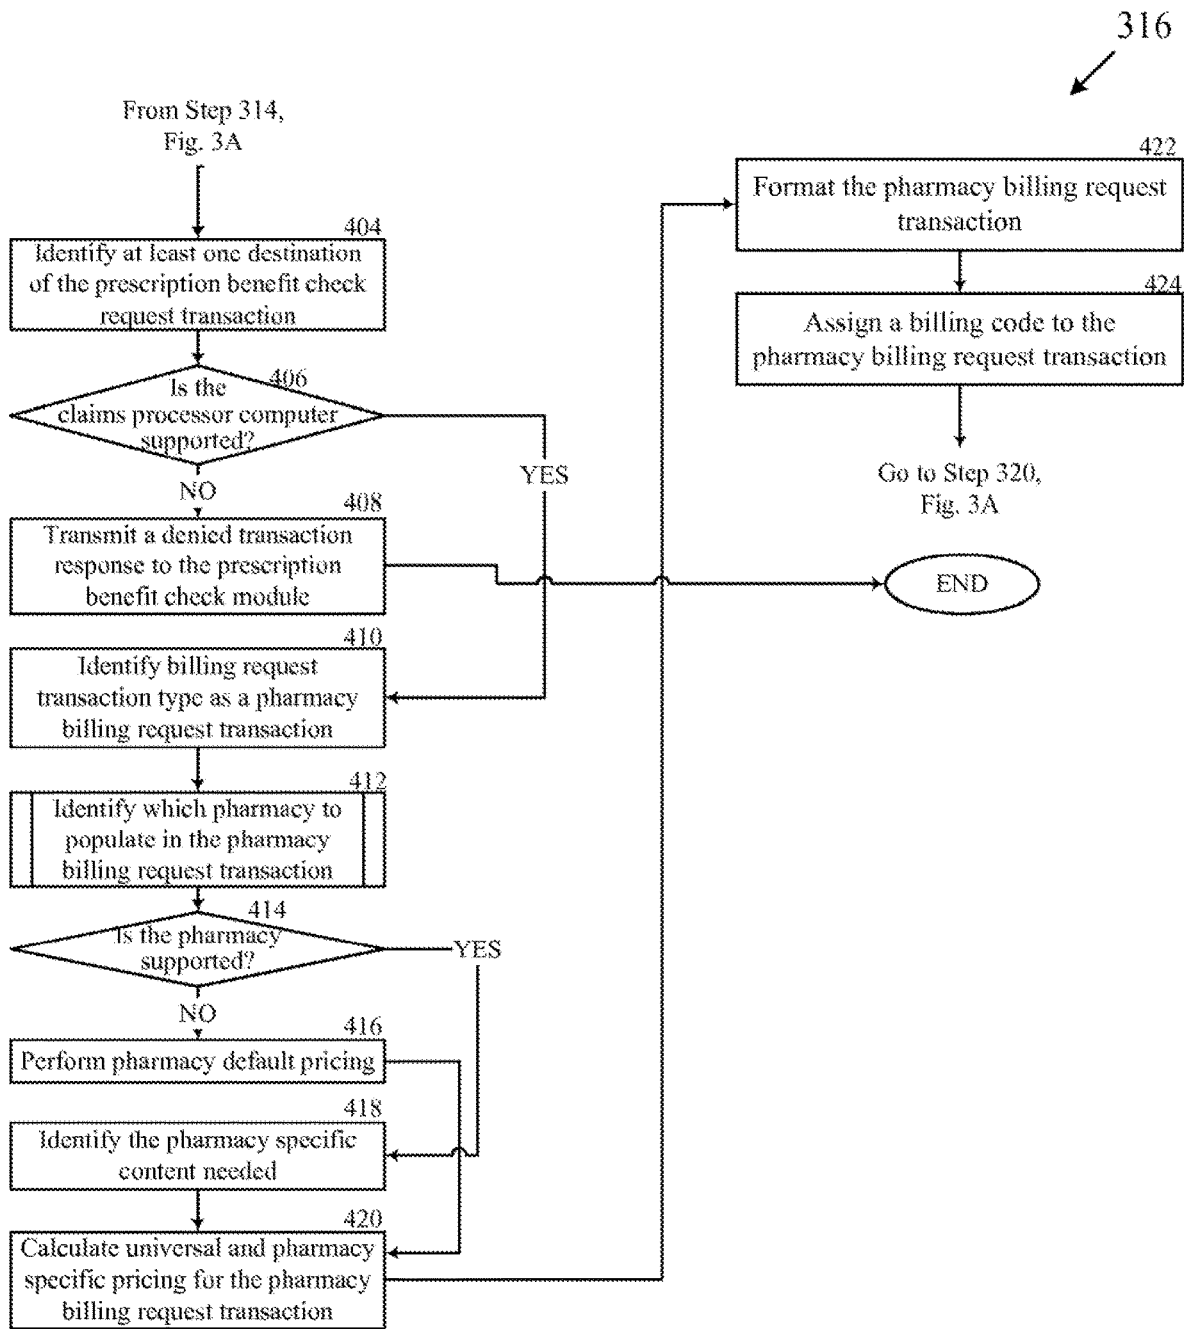 316
From Step 314,
Fig. 3A
404
Identify at least one destination
of the prescription benefit check
request transaction
406
Is the
claims processor computer
supported?
YES
NO
408
Transmit a denied transaction
response to the prescription
benefit check module
410
Identify billing request
transaction type as a pharmacy
billing request transaction
412
Identify which pharmacy to
populate in the pharmacy
billing request transaction
414
Is the pharmacy
supported?
YES
NO
416
Perform pharmacy default pricing
418
Identify the pharmacy specific
content needed
420
Calculate universal and pharmacy
specific pricing for the pharmacy
billing request transaction
422
Format the pharmacy billing request
transaction
424
Assign a billing code to the
pharmacy billing request transaction
Go to Step 320,
Fig. 3A
END